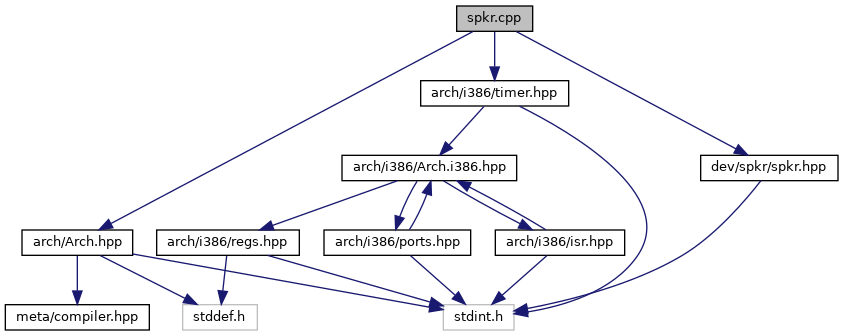 spkr.cpp
arch/i386/timer.hpp
arch/i386/Arch.i386.hpp
dev/spkr/spkr.hpp
arch/Arch.hpp
arch/i386/regs.hpp
arch/i386/ports.hpp
arch/i386/isr.hpp
meta/compiler.hpp
stddef.h
stdint.h